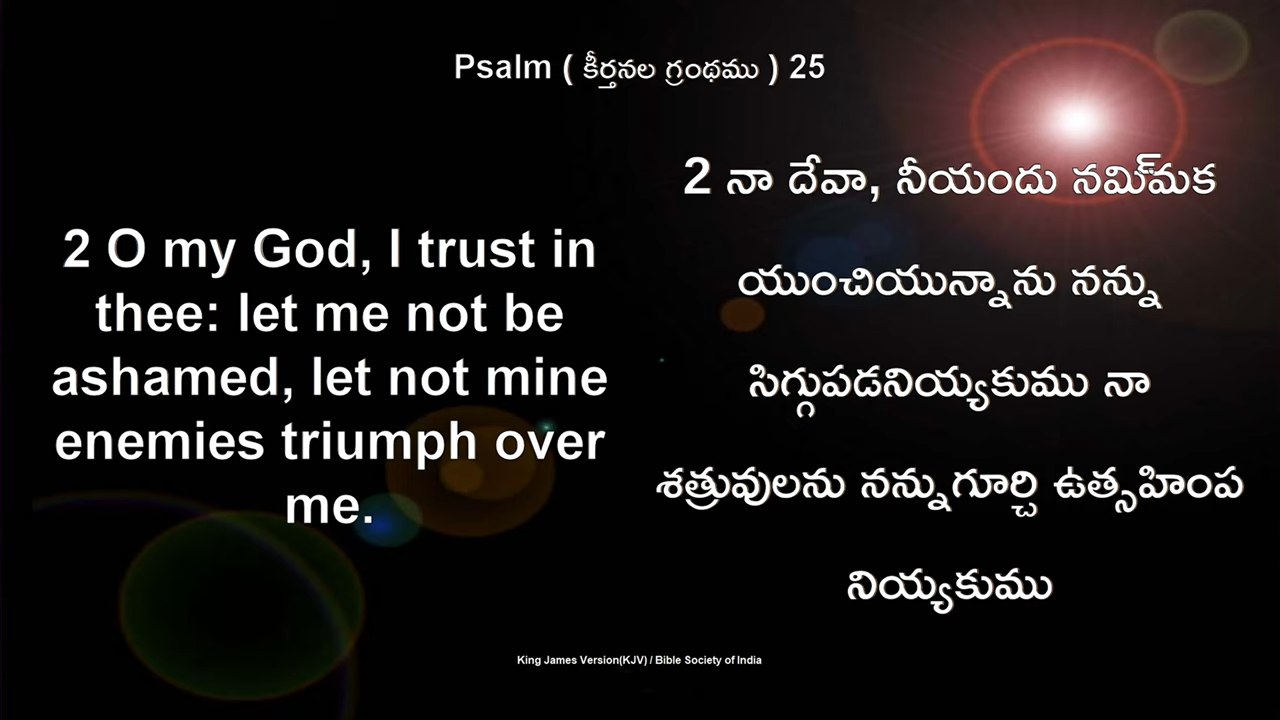 Psalm ( కీర్తనల గ్రంథము ) 25
2 O my God, I trust in
thee: let me not be
ashamed, let not mine
enemies triumph over
me.
2 నా దేవా, నీయందు నమి్మక
యుంచియున్నాను నన్ను
సిగ్గుపడనియ్యకుము నా
శత్రువులను నన్నుగూర్చి ఉత్సహింప
నియ్యకుము
King James Version(KJV) / Bible Society of India